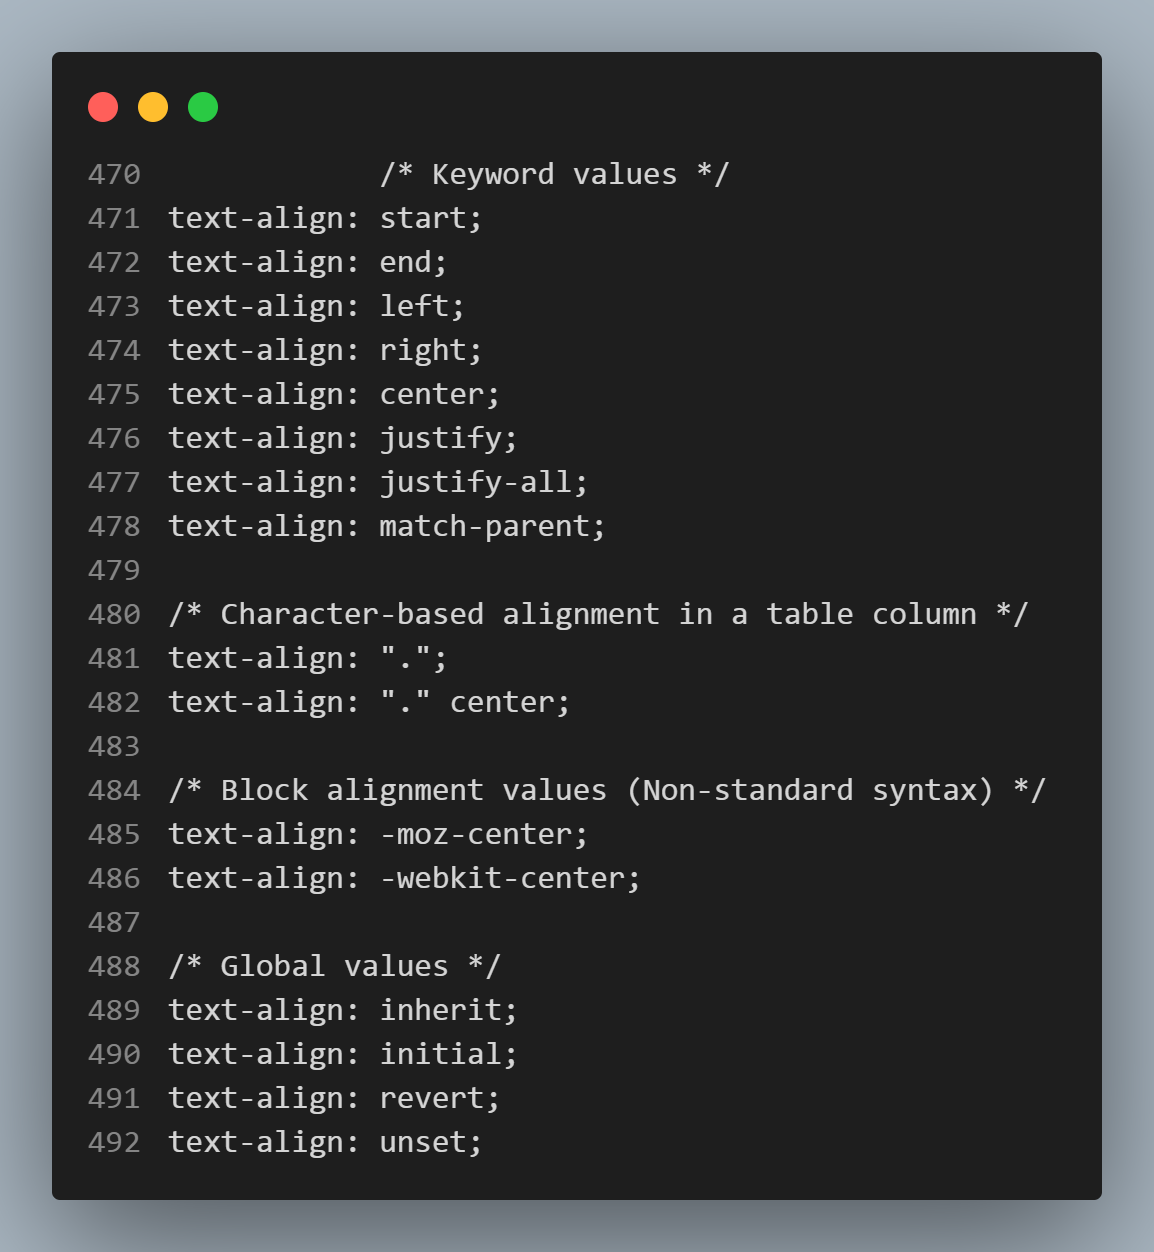 470 /* Keyword values */
471 text-align: start;
472 text-align: end;
473 text-align: left;
474 text-align: right;
475 text-align: center;
476 text-align: justify;
477 text-align: justify-all;
478 text-align: match-parent;
479
480 /* Character-based alignment in a table column */
481 text-align: ".";
482 text-align: "." center;
483
484 /* Block alignment values (Non-standard syntax) */
485 text-align: -moz-center;
486 text-align: -webkit-center;
487
488 /* Global values */
489 text-align: inherit;
490 text-align: initial;
491 text-align: revert;
492 text-align: unset;